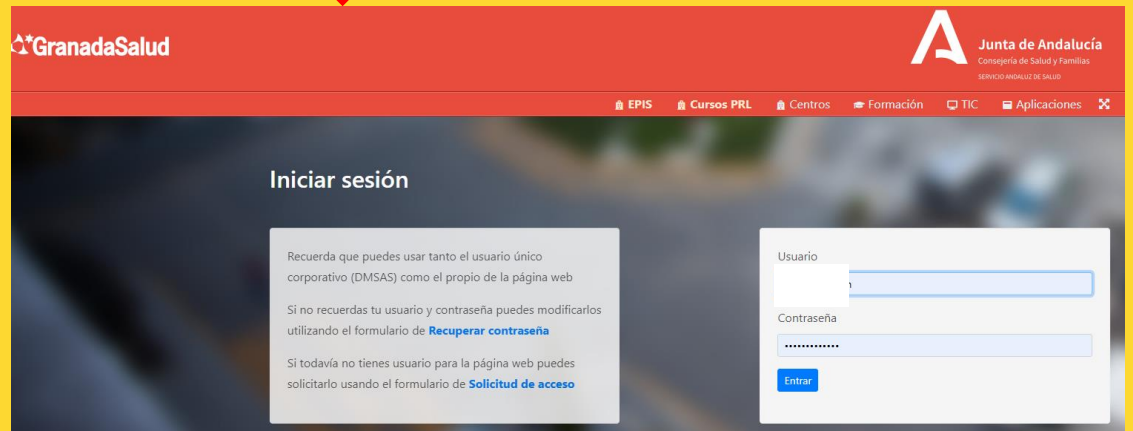 GranadaSalud
Junta de Andalucía
Consejería de Salud y Familias
SERVICIO ANDALUZ DE SALUD
EPIS Cursos PRL Centros Formación TIC Aplicaciones
Iniciar sesión
Recuerda que puedes usar tanto el usuario único
corporativo (DMSAS) como el propio de la página web
Si no recuerdas tu usuario y contraseña puedes modificarlos
utilizando el formulario de Recuperar contraseña
Si todavía no tienes usuario para la página web puedes
solicitarlo usando el formulario de Solicitud de acceso
Usuario
Contraseña
•••••••••••••
Entrar